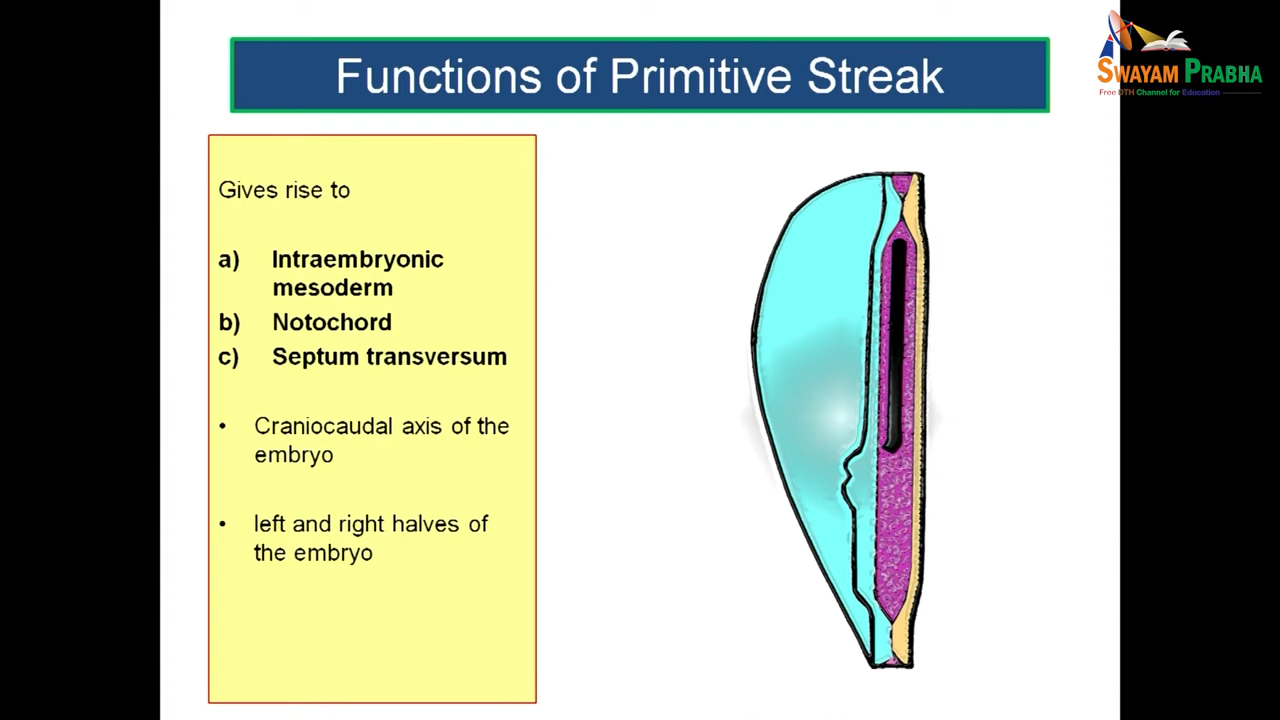 Functions of Primitive Streak
SWAYAM PRABHA
Free DTH Channel for Education
Gives rise to
a) Intraembryonic
mesoderm
b) Notochord
c) Septum transversum
• Craniocaudal axis of the
embryo
• left and right halves of
the embryo